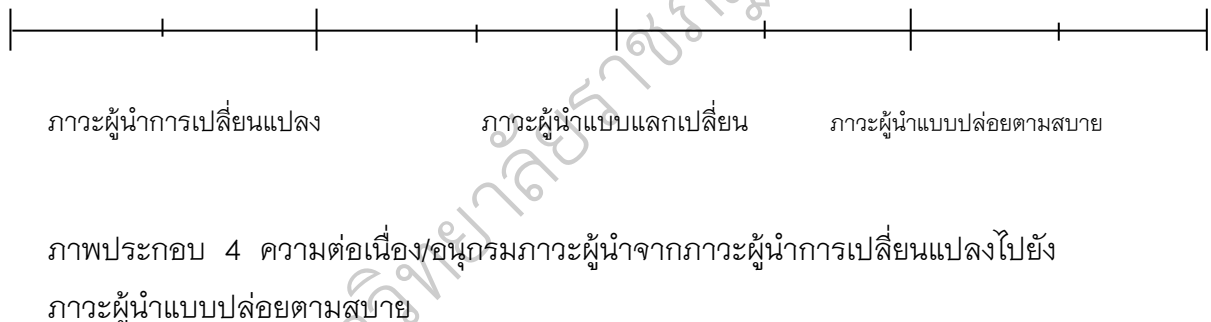 ภาวะผู้นำการเปลี่ยนแปลง ภาวะผู้นำแบบแลกเปลี่ยน ภาวะผู้นำแบบปล่อยตามสบาย
ภาพประกอบ 4 ความต่อเนื่อง/อนุกรมภาวะผู้นำจากภาวะผู้นำการเปลี่ยนแปลงไปยัง
ภาวะผู้นำแบบปล่อยตามสบาย